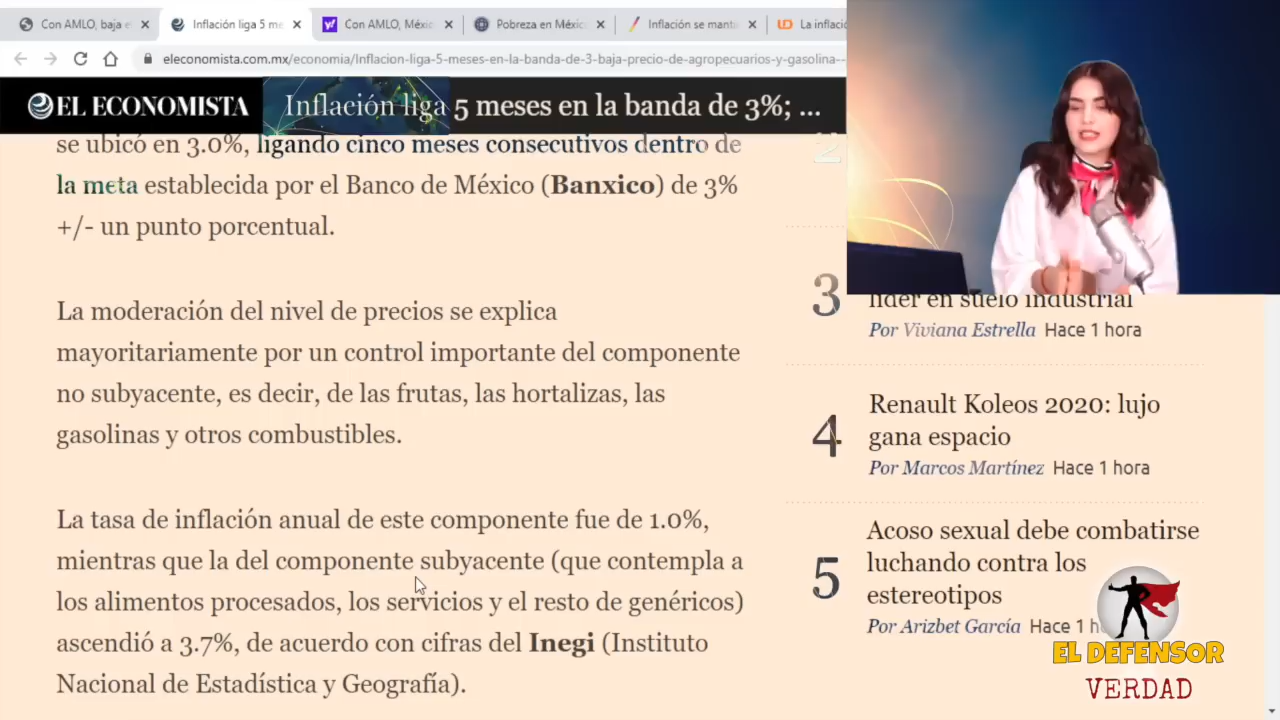 Con AMLO, baja e
Inflación liga 5 me
Con AMLO, Méxi
Pobreza en Méxic
Inflación se mant
La inflaci
eleconomista.com.mx/economia/Inflacion-liga-5-meses-en-la-banda-de-3-baja-precio-de-agropecuarios-y-gasolina--
EL ECONOMISTA
Inflación liga 5 meses en la banda de 3%; ...
se ubicó en 3.0%, ligando cinco meses consecutivos dentro de
la meta establecida por el Banco de México (Banxico) de 3%
+/- un punto porcentual.
La moderación del nivel de precios se explica
mayoritariamente por un control importante del componente
no subyacente, es decir, de las frutas, las hortalizas, las
gasolinas y otros combustibles.
La tasa de inflación anual de este componente fue de 1.0%,
mientras que la del componente subyacente (que contempla a
los alimentos procesados, los servicios y el resto de genéricos)
ascendió a 3.7%, de acuerdo con cifras del Inegi (Instituto
Nacional de Estadística y Geografía).
2
3
líder en suelo industrial
Por Viviana Estrella Hace 1 hora
4
Renault Koleos 2020: lujo
gana espacio
Por Marcos Martínez Hace 1 hora
5
Acoso sexual debe combatirse
luchando contra los
estereotipos
Por Arizbet García Hace 1 h
EL DEFENSOR
VERDAD